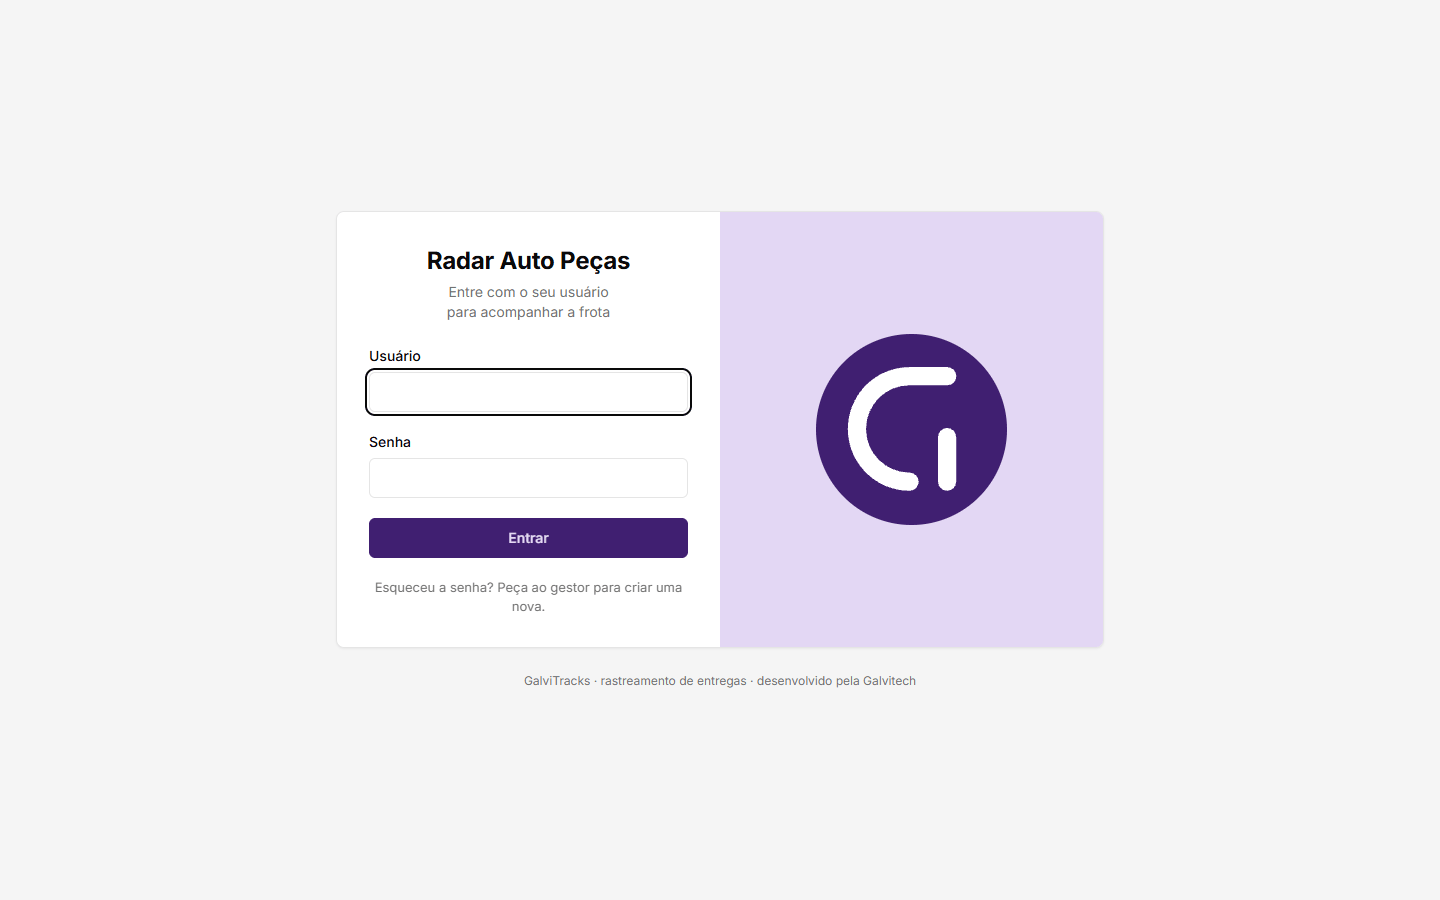 Radar Auto Peças
Entre com o seu usuário
para acompanhar a frota
Usuário
Senha
Entrar
Esqueceu a senha? Peça ao gestor para criar uma
nova.
GalviTracks · rastreamento de entregas · desenvolvido pela Galvitech